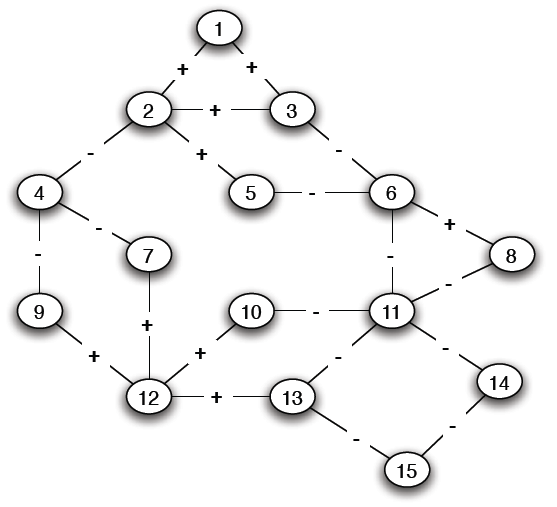 1
+ +
2 + 3
- + -
4 5 - 6
- - - +
7 8
+ -
9 10 - 11
+ + - -
12 + 13 14
- -
15